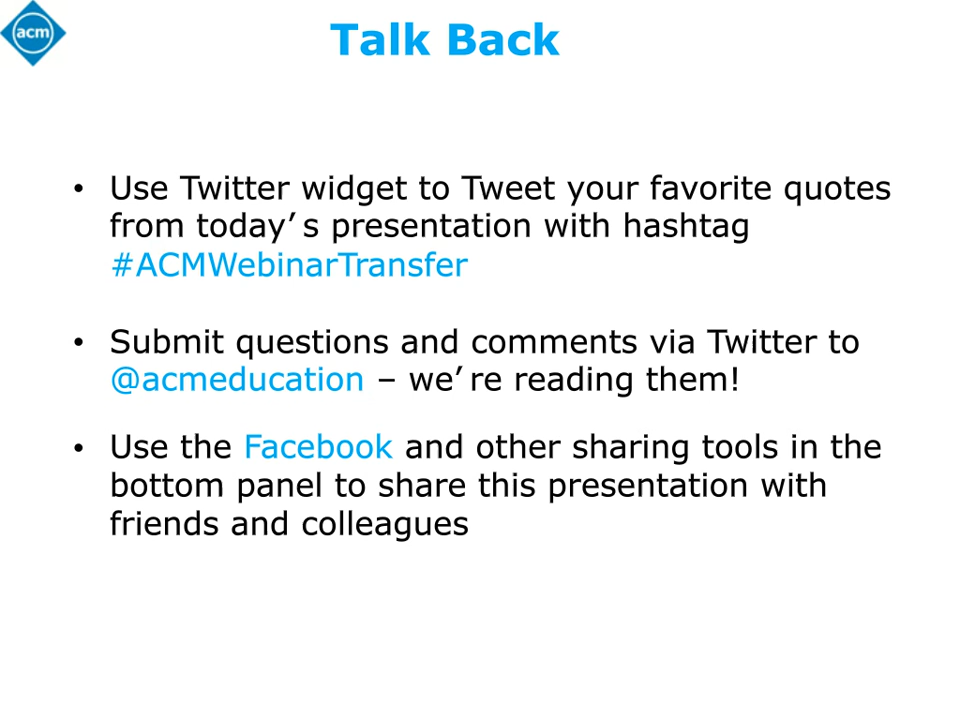 acm
Talk Back
• Use Twitter widget to Tweet your favorite quotes
from today’s presentation with hashtag
#ACMWebinarTransfer
• Submit questions and comments via Twitter to
@acmeducation – we’re reading them!
• Use the Facebook and other sharing tools in the
bottom panel to share this presentation with
friends and colleagues